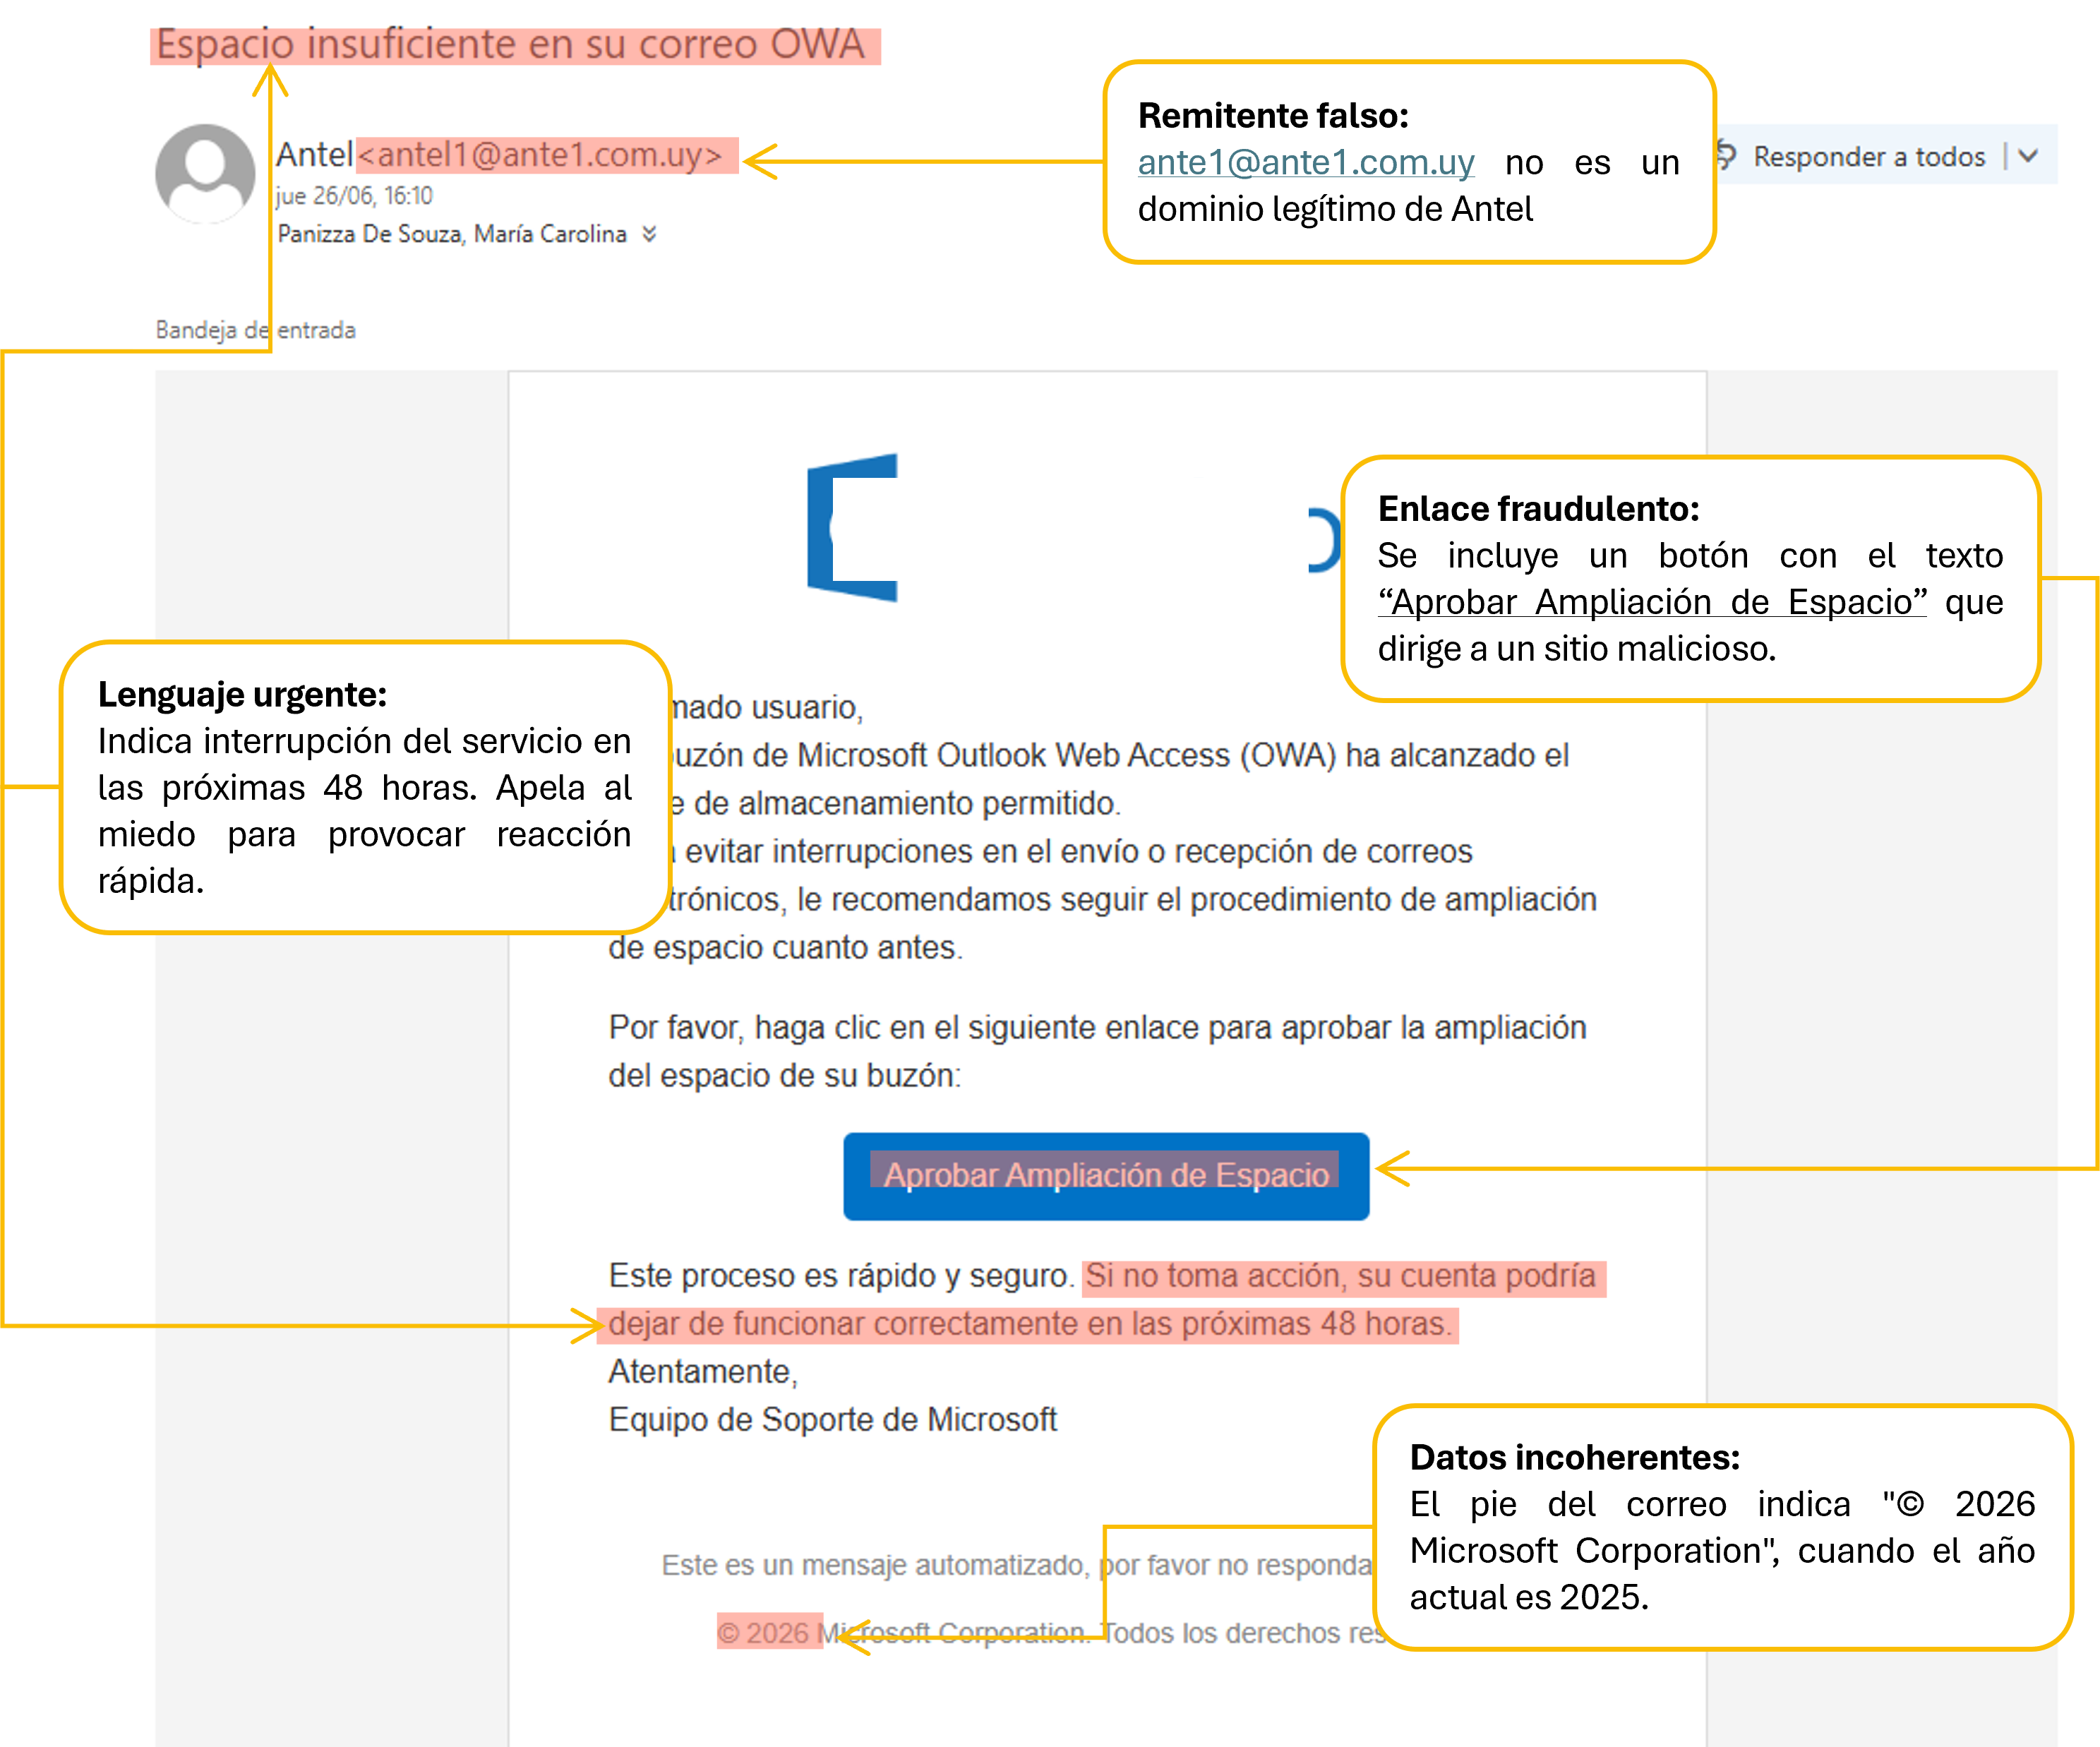 Espacio insuficiente en su correo OWA
Antel <antel1@ante1.com.uy>
jue 26/06, 16:10
Panizza De Souza, María Carolina
Responder a todos
Remitente falso:
ante1@ante1.com.uy no es un
dominio legítimo de Antel
Bandeja de entrada
Enlace fraudulento:
Se incluye un botón con el texto
“Aprobar Ampliación de Espacio” que
dirige a un sitio malicioso.
Lenguaje urgente:
Indica interrupción del servicio en
las próximas 48 horas. Apela al
miedo para provocar reacción
rápida.
mado usuario,
uzón de Microsoft Outlook Web Access (OWA) ha alcanzado el
e de almacenamiento permitido.
a evitar interrupciones en el envío o recepción de correos
trónicos, le recomendamos seguir el procedimiento de ampliación
de espacio cuanto antes.
Por favor, haga clic en el siguiente enlace para aprobar la ampliación
del espacio de su buzón:
Aprobar Ampliación de Espacio
Este proceso es rápido y seguro. Si no toma acción, su cuenta podría
dejar de funcionar correctamente en las próximas 48 horas.
Atentamente,
Equipo de Soporte de Microsoft
Datos incoherentes:
El pie del correo indica "© 2026
Microsoft Corporation", cuando el año
actual es 2025.
Este es un mensaje automatizado, por favor no responda
© 2026 Microsoft Corporation. Todos los derechos res